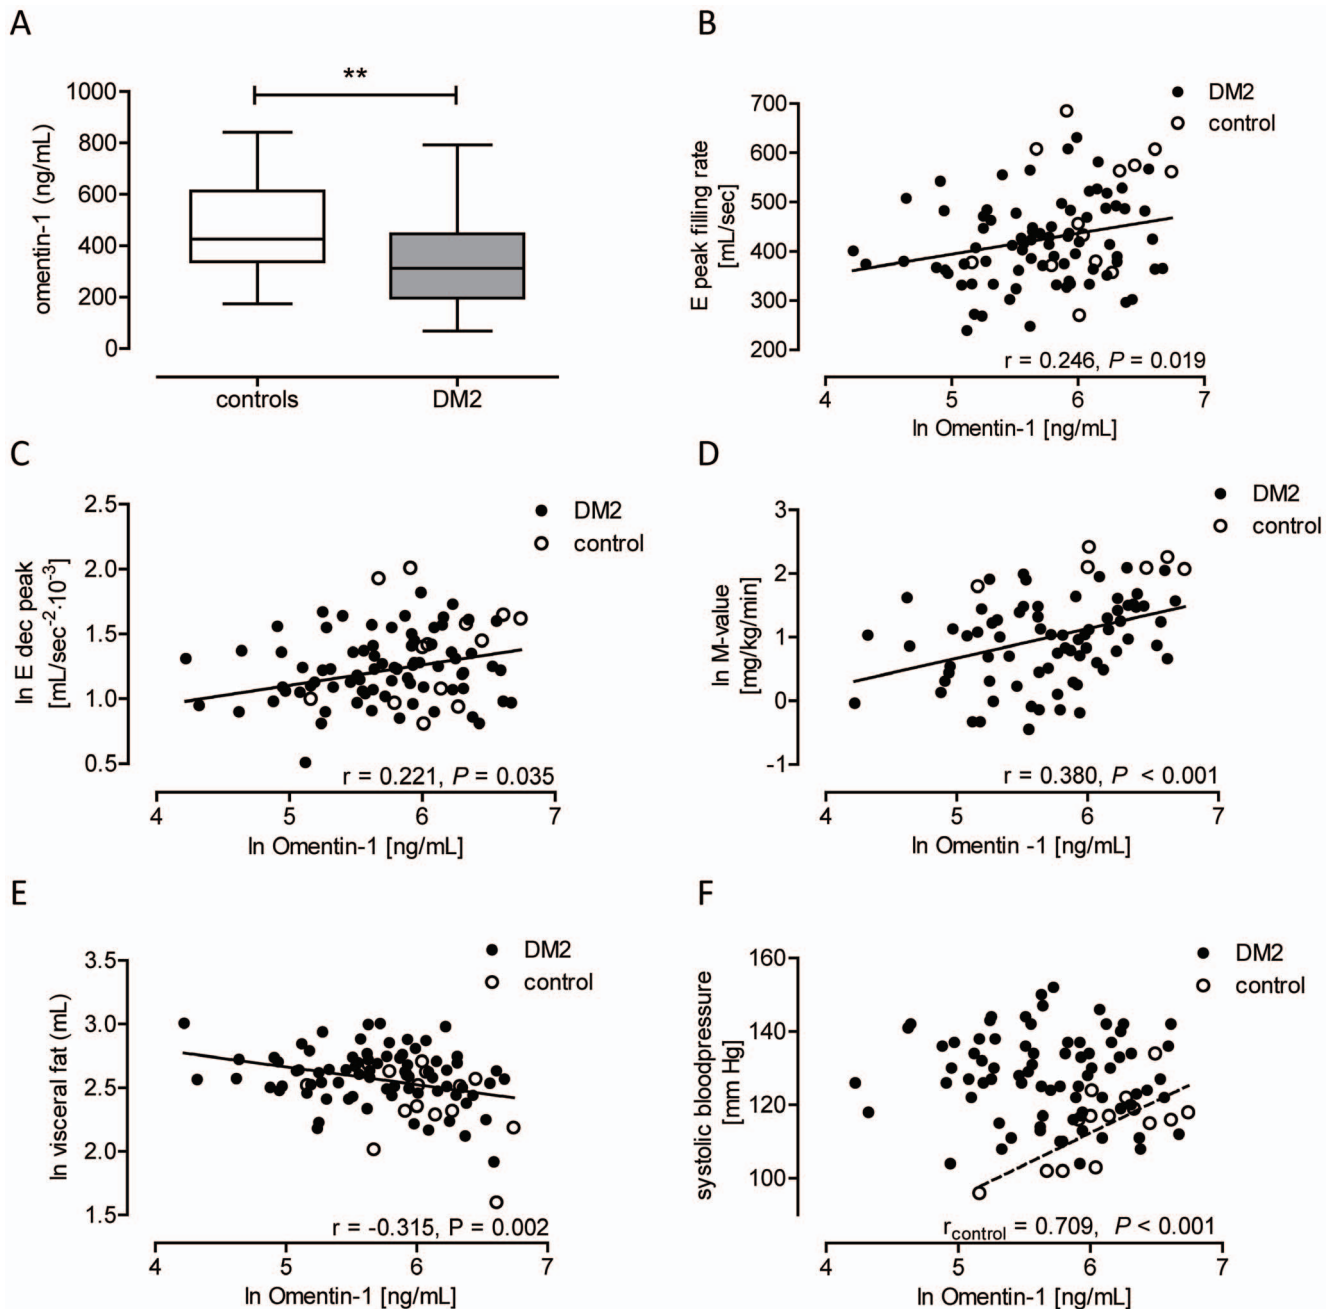 A
**
omentin-1 (ng/mL)
1000
800
600
400
200
0
controls
DM2
B
DM2
control
E peak filling rate
[mL/sec]
700
600
500
400
300
200
r = 0.246, P = 0.019
4
5
6
7
ln Omentin-1 [ng/mL]
C
DM2
control
ln E dec peak
[mL/sec⁻²·10⁻³]
2.5
2.0
1.5
1.0
0.5
r = 0.221, P = 0.035
4
5
6
7
ln Omentin-1 [ng/mL]
D
DM2
control
ln M-value
[mg/kg/min]
3
2
1
0
-1
r = 0.380, P < 0.001
4
5
6
7
ln Omentin -1 [ng/mL]
E
DM2
control
ln visceral fat (mL)
3.5
3.0
2.5
2.0
1.5
r = -0.315, P = 0.002
4
5
6
7
ln Omentin-1 [ng/mL]
F
DM2
control
systolic bloodpressure
[mm Hg]
160
140
120
100
r control = 0.709, P < 0.001
4
5
6
7
ln Omentin-1 [ng/mL]